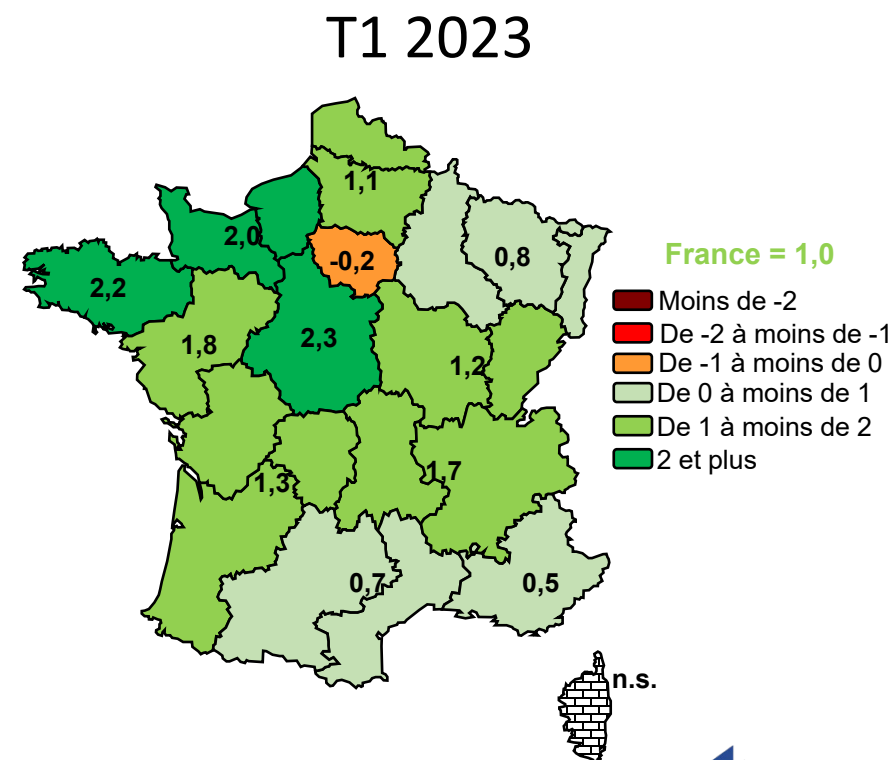 T1 2023
1,1
2,0
-0,2
0,8
2,2
1,8
2,3
1,2
1,3
1,7
0,7
0,5
n.s.
France = 1,0
Moins de -2
De -2 à moins de -1
De -1 à moins de 0
De 0 à moins de 1
De 1 à moins de 2
2 et plus